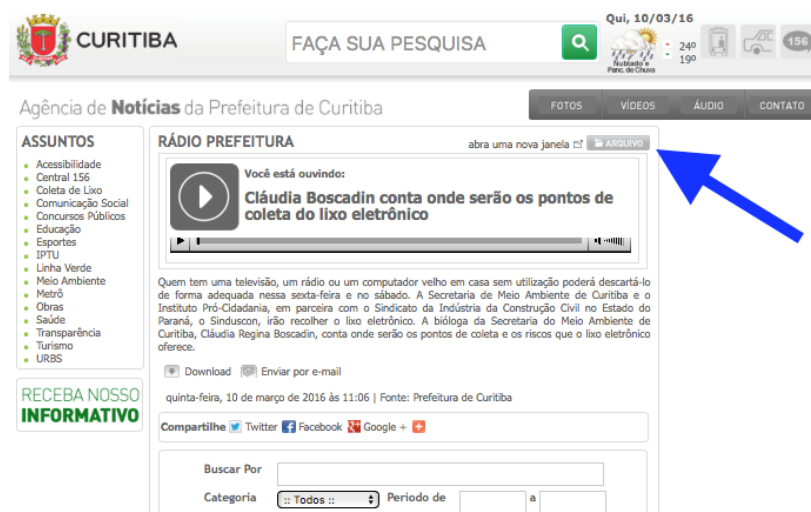 CURITIBA
FAÇA SUA PESQUISA
Qui, 10/03/16
24º
19º
Nublado e
Panc. de Chuva
156
Agência de Notícias da Prefeitura de Curitiba
FOTOS VÍDEOS ÁUDIO CONTATO
ASSUNTOS
Acessibilidade
Central 156
Coleta de Lixo
Comunicação Social
Concursos Públicos
Educação
Esportes
IPTU
Linha Verde
Meio Ambiente
Metrô
Obras
Saúde
Transparência
Turismo
URBS
RECEBA NOSSO
INFORMATIVO
RÁDIO PREFEITURA
abra uma nova janela ARQUIVO
Você está ouvindo:
Cláudia Boscadin conta onde serão os pontos de
coleta do lixo eletrônico
Quem tem uma televisão, um rádio ou um computador velho em casa sem utilização poderá descartá-lo
de forma adequada nessa sexta-feira e no sábado. A Secretaria de Meio Ambiente de Curitiba e o
Instituto Pró-Cidadania, em parceira com o Sindicato da Indústria da Construção Civil no Estado do
Paraná, o Sinduscon, irão recolher o lixo eletrônico. A bióloga da Secretaria do Meio Ambiente de
Curitiba, Cláudia Regina Boscadin, conta onde serão os pontos de coleta e os riscos que o lixo eletrônico
oferece.
Download Enviar por e-mail
quinta-feira, 10 de março de 2016 às 11:06 | Fonte: Prefeitura de Curitiba
Compartilhe Twitter Facebook Google +
Buscar Por
Categoria :: Todos :: Periodo de a